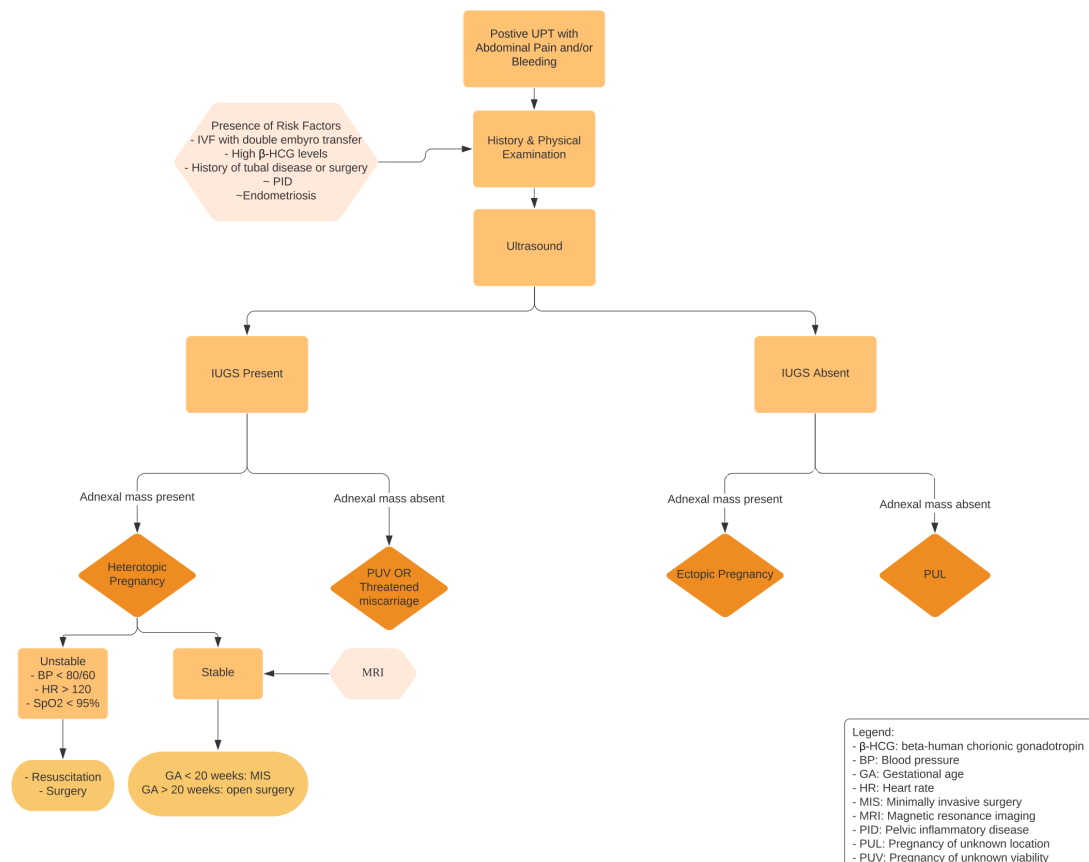 Postive UPT with
Abdominal Pain and/or
Bleeding
Presence of Risk Factors
- IVF with double embyro transfer
- High β-HCG levels
- History of tubal disease or surgery
~ PID
~Endometriosis
History & Physical
Examination
Ultrasound
IUGS Present
IUGS Absent
Adnexal mass present
Adnexal mass absent
Adnexal mass present
Adnexal mass absent
Heterotopic
Pregnancy
PUV OR
Threatened
miscarriage
Ectopic Pregnancy
PUL
Unstable
- BP < 80/60
- HR > 120
- SpO2 < 95%
Stable
MRI
- Resuscitation
- Surgery
GA < 20 weeks: MIS
GA > 20 weeks: open surgery
Legend:
- β-HCG: beta-human chorionic gonadotropin
- BP: Blood pressure
- GA: Gestational age
- HR: Heart rate
- MIS: Minimally invasive surgery
- MRI: Magnetic resonance imaging
- PID: Pelvic inflammatory disease
- PUL: Pregnancy of unknown location
- PUV: Pregnancy of unknown viability